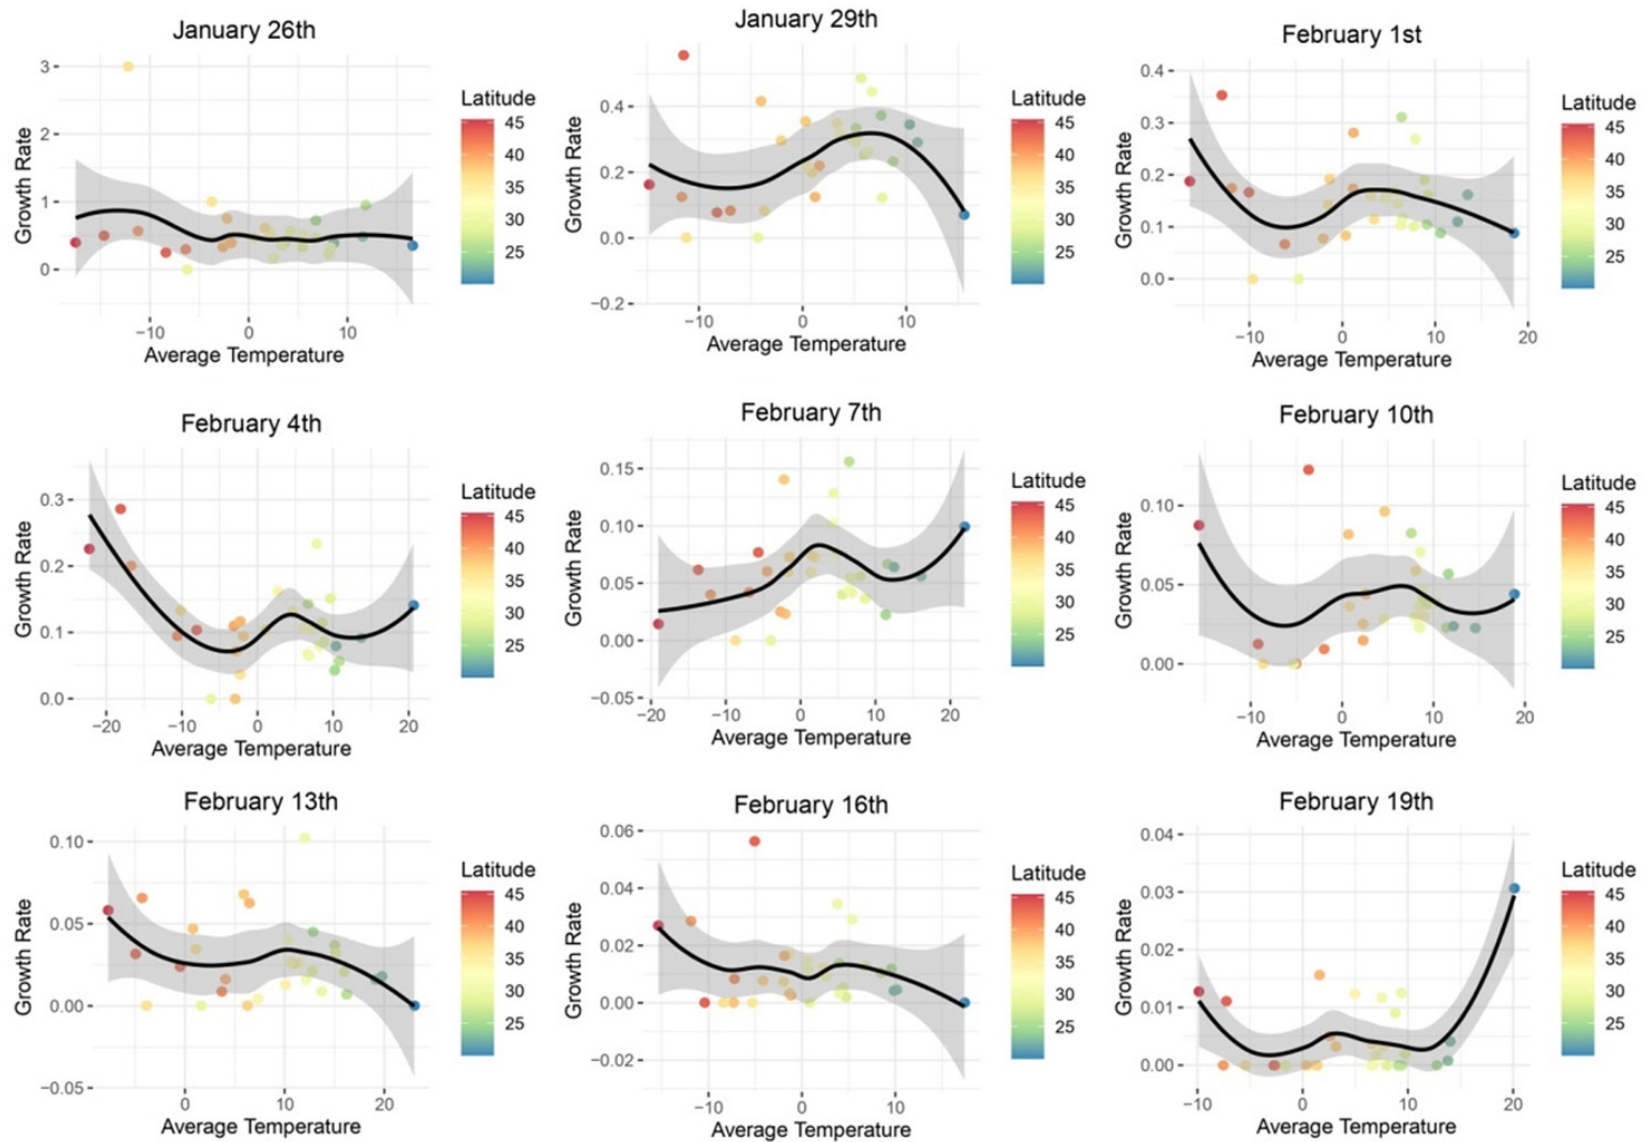 January 26th
3
2
1
0
Growth Rate
−10 0 10
Average Temperature
Latitude
45
40
35
30
25
January 29th
0.4
0.2
0.0
−0.2
Growth Rate
−10 0 10
Average Temperature
Latitude
45
40
35
30
25
February 1st
0.4
0.3
0.2
0.1
0.0
Growth Rate
−10 0 10 20
Average Temperature
Latitude
45
40
35
30
25
February 4th
0.3
0.2
0.1
0.0
Growth Rate
−20 −10 0 10 20
Average Temperature
Latitude
45
40
35
30
25
February 7th
0.15
0.10
0.05
0.00
−0.05
Growth Rate
−20 −10 0 10 20
Average Temperature
Latitude
45
40
35
30
25
February 10th
0.10
0.05
0.00
Growth Rate
−10 0 10 20
Average Temperature
Latitude
45
40
35
30
25
February 13th
0.10
0.05
0.00
−0.05
Growth Rate
0 10 20
Average Temperature
Latitude
45
40
35
30
25
February 16th
0.06
0.04
0.02
0.00
−0.02
Growth Rate
−10 0 10
Average Temperature
Latitude
45
40
35
30
25
February 19th
0.04
0.03
0.02
0.01
0.00
Growth Rate
−10 0 10 20
Average Temperature
Latitude
45
40
35
30
25